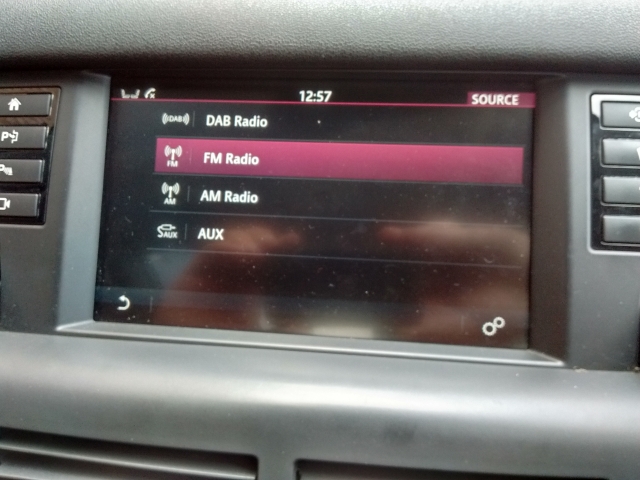 12:57 SOURCE
(DAB) DAB Radio
FM FM Radio
AM AM Radio
AUX AUX
P
P